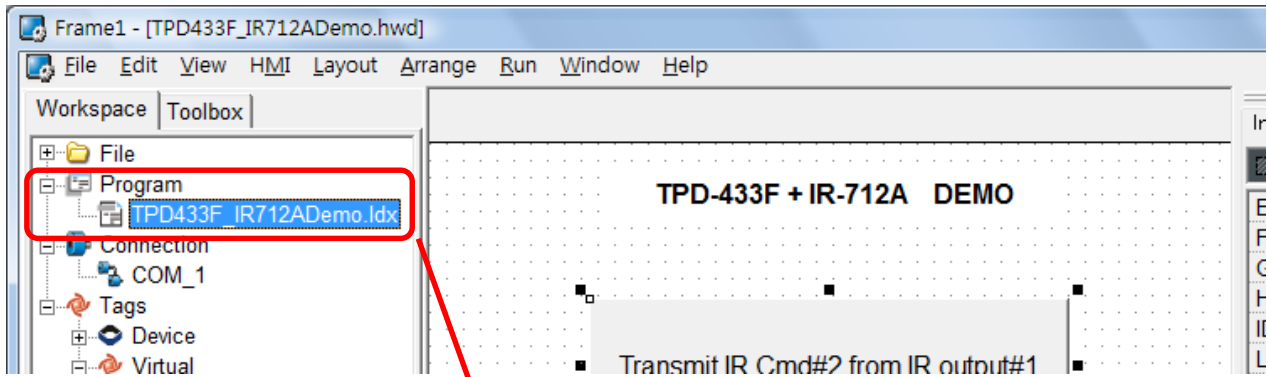 Frame1 - [TPD433F_IR712ADemo.hwd]
File Edit View HMI Layout Arrange Run Window Help
Workspace Toolbox
File
Program
TPD433F_IR712ADemo.ldx
Connection
COM_1
Tags
Device
Virtual
TPD-433F + IR-712A DEMO
Transmit IR Cmd#2 from IR output#1